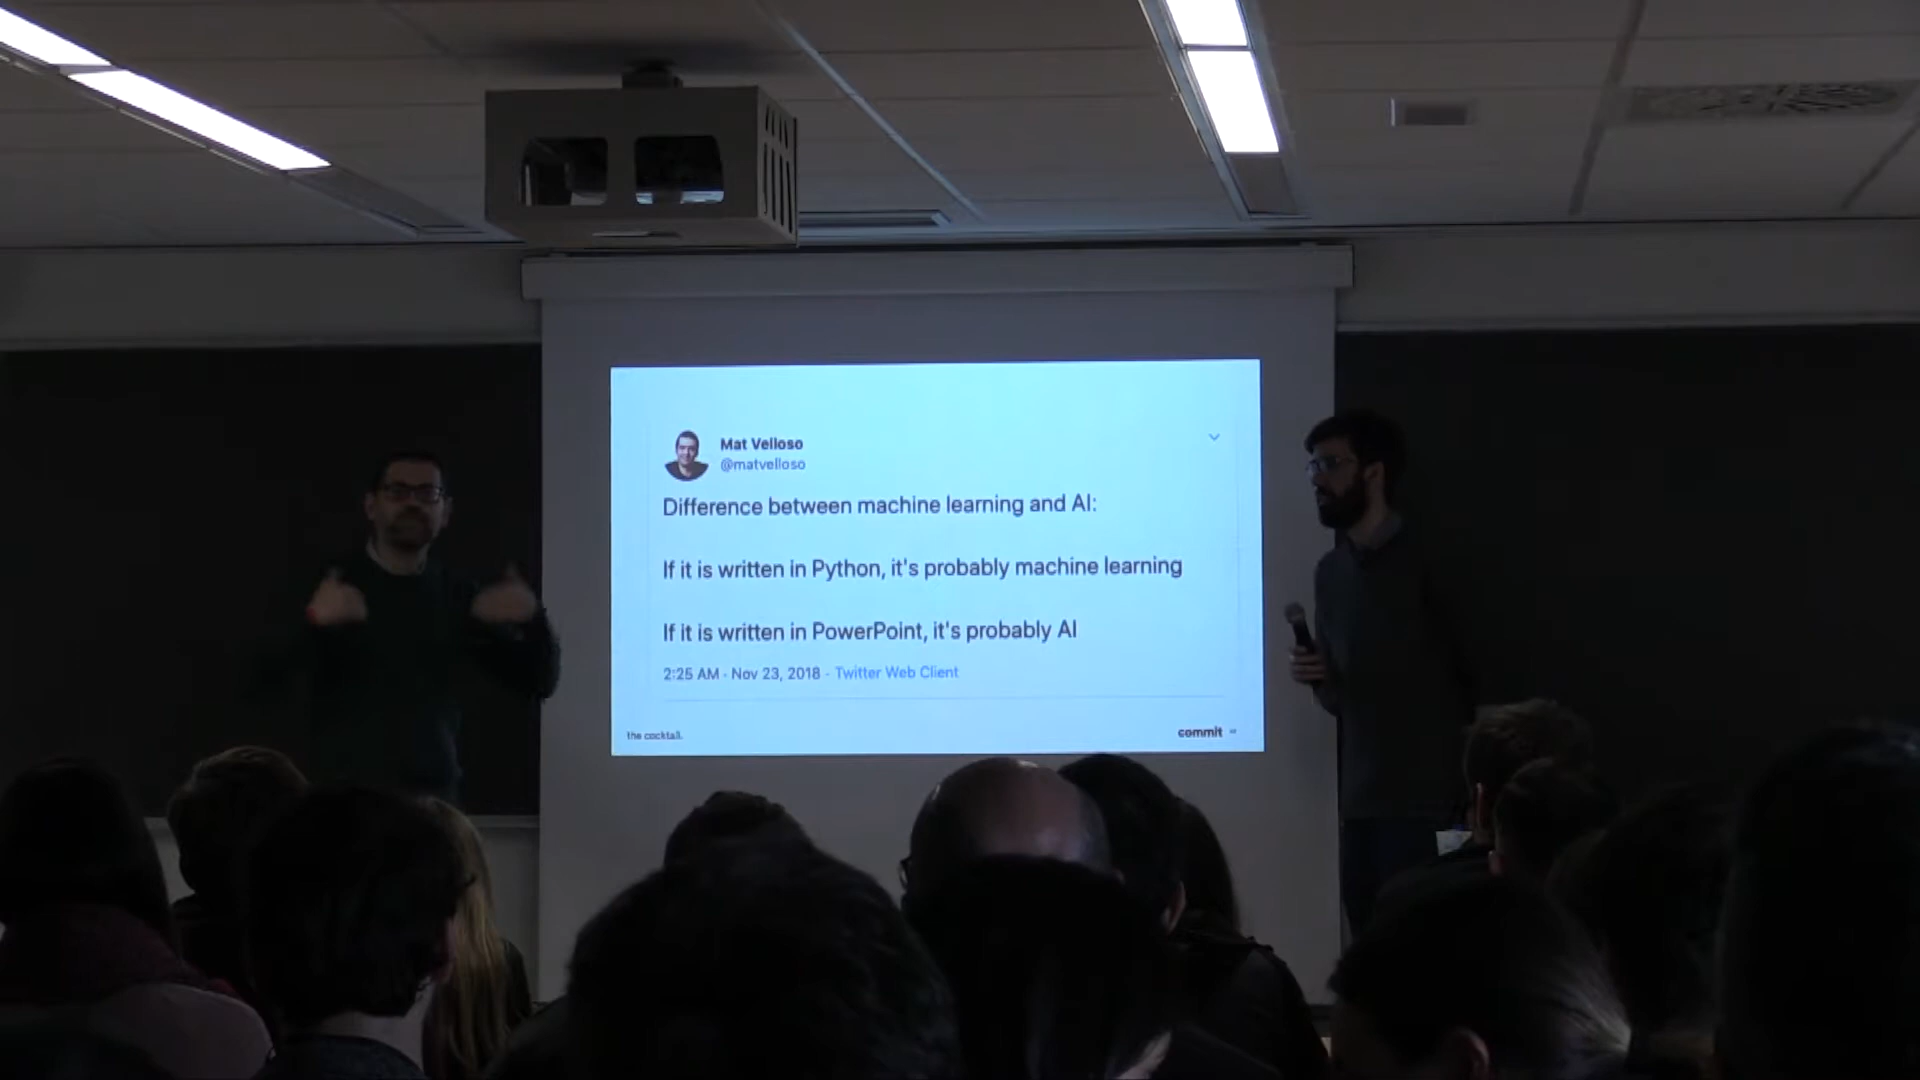 Mat Velloso
@matvelloso
Difference between machine learning and AI:
If it is written in Python, it's probably machine learning
If it is written in PowerPoint, it's probably AI
2:25 AM · Nov 23, 2018 · Twitter Web Client
the cocktail.
commit